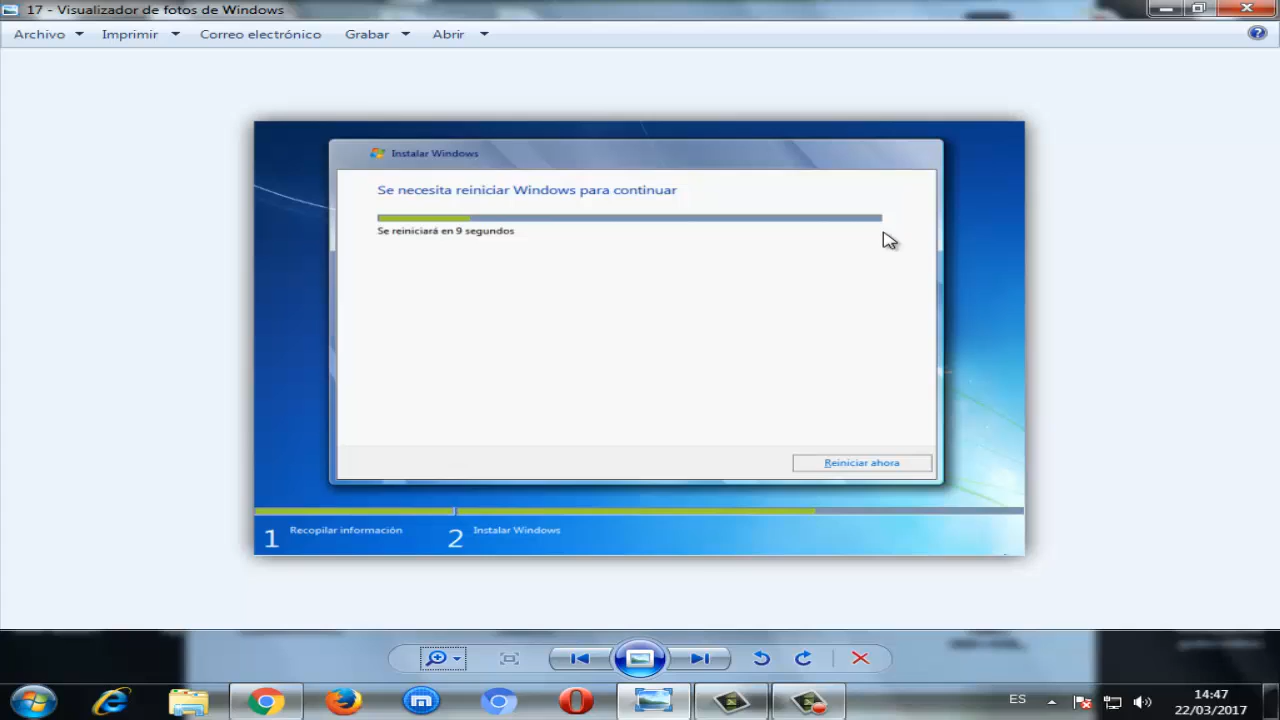 17 - Visualizador de fotos de Windows
Archivo Imprimir Correo electrónico Grabar Abrir
Instalar Windows
Se necesita reiniciar Windows para continuar
Se reiniciará en 9 segundos
Reiniciar ahora
1 Recopilar información 2 Instalar Windows
ES
14:47
22/03/2017